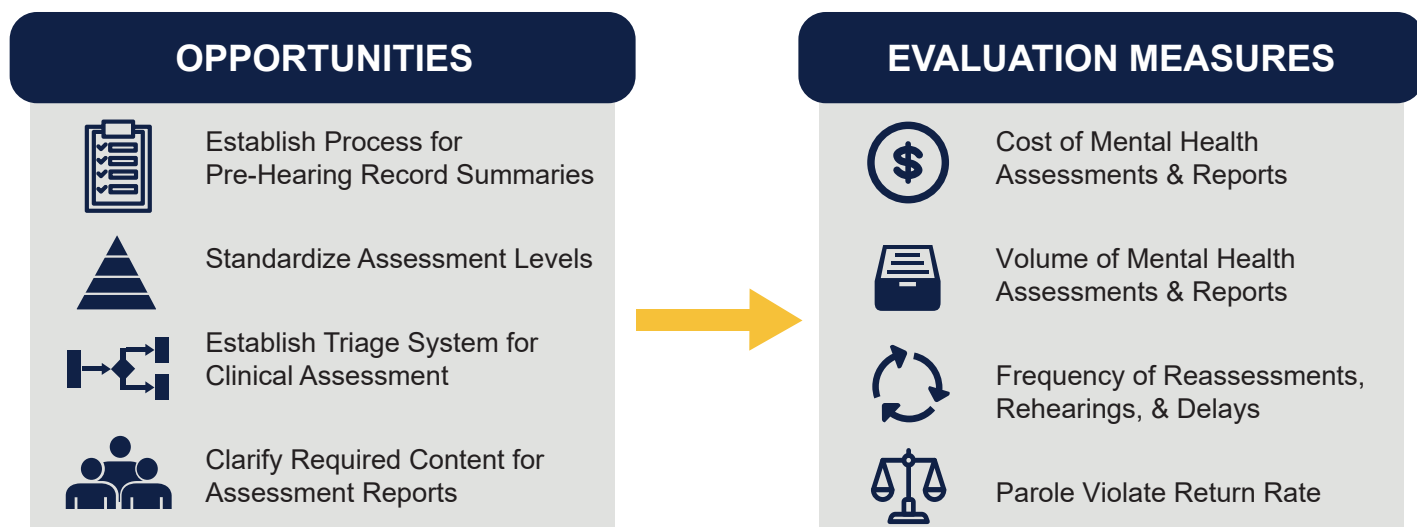 OPPORTUNITIES
Establish Process for
Pre-Hearing Record Summaries
Standardize Assessment Levels
Establish Triage System for
Clinical Assessment
Clarify Required Content for
Assessment Reports
EVALUATION MEASURES
$
Cost of Mental Health
Assessments & Reports
Volume of Mental Health
Assessments & Reports
Frequency of Reassessments,
Rehearings, & Delays
Parole Violate Return Rate